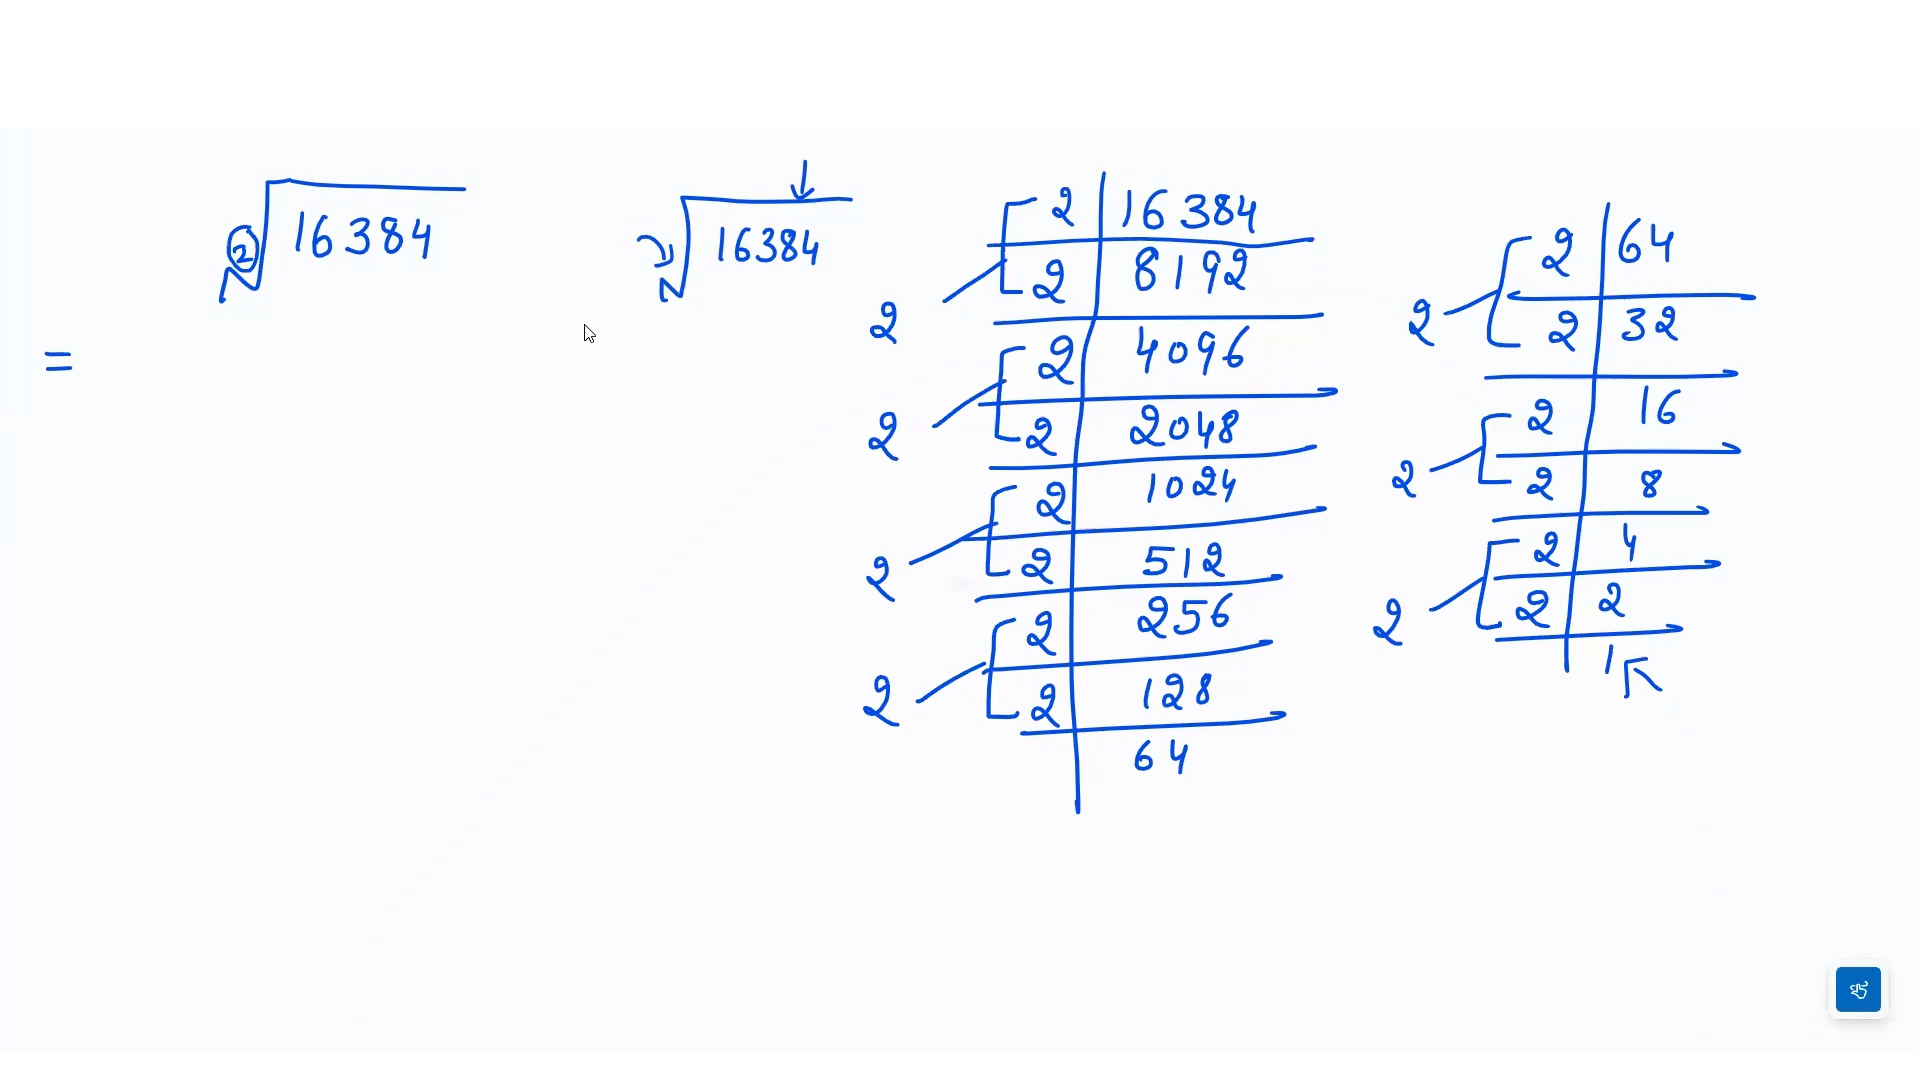 ²√16384
√16384
=
2 | 16384
2 | 8192
2
2 | 4096
2 | 2048
2
2 | 1024
2 | 512
2
2 | 256
2 | 128
2
64
2 | 64
2 | 32
2
2 | 16
2 | 8
2
2 | 4
2 | 2
2
1